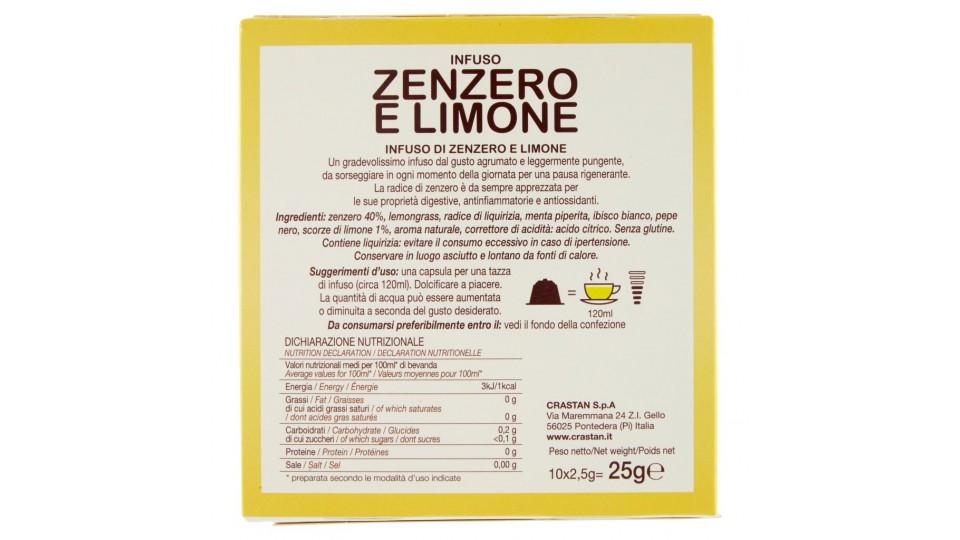 INFUSO
ZENZERO
E LIMONE
INFUSO DI ZENZERO E LIMONE
Un gradevolissimo infuso dal gusto agrumato e leggermente pungente,
da sorseggiare in ogni momento della giornata per una pausa rigenerante.
La radice di zenzero è da sempre apprezzata per
le sue proprietà digestive, antinfiammatorie e antiossidanti.
Ingredienti: zenzero 40%, lemongrass, radice di liquirizia, menta piperita, ibisco bianco, pepe
nero, scorze di limone 1%, aroma naturale, correttore di acidità: acido citrico. Senza glutine.
Contiene liquirizia: evitare il consumo eccessivo in caso di ipertensione.
Conservare in luogo asciutto e lontano da fonti di calore.
Suggerimenti d'uso: una capsula per una tazza
di infuso (circa 120ml). Dolcificare a piacere.
La quantità di acqua può essere aumentata
o diminuita a seconda del gusto desiderato.
=
120ml
Da consumarsi preferibilmente entro il: vedi il fondo della confezione
DICHIARAZIONE NUTRIZIONALE
NUTRITION DECLARATION / DECLARATION NUTRITIONELLE
Valori nutrizionali medi per 100ml* di bevanda
Average values for 100ml* / Valeurs moyennes pour 100ml*
Energia / Energy / Énergie 3kJ/1kcal
Grassi / Fat / Graisses 0 g
di cui acidi grassi saturi / of which saturates
/ dont acides gras saturés 0 g
Carboidrati / Carbohydrate / Glucides 0,2 g
di cui zuccheri / of which sugars / dont sucres <0,1 g
Proteine / Protein / Protéines 0 g
Sale / Salt / Sel 0,00 g
* preparata secondo le modalità d'uso indicate
CRASTAN S.p.A
Via Maremmana 24 Z.I. Gello
56025 Pontedera (Pi) Italia
www.crastan.it
Peso netto/Net weight/Poids net
10x2,5g= 25g℮